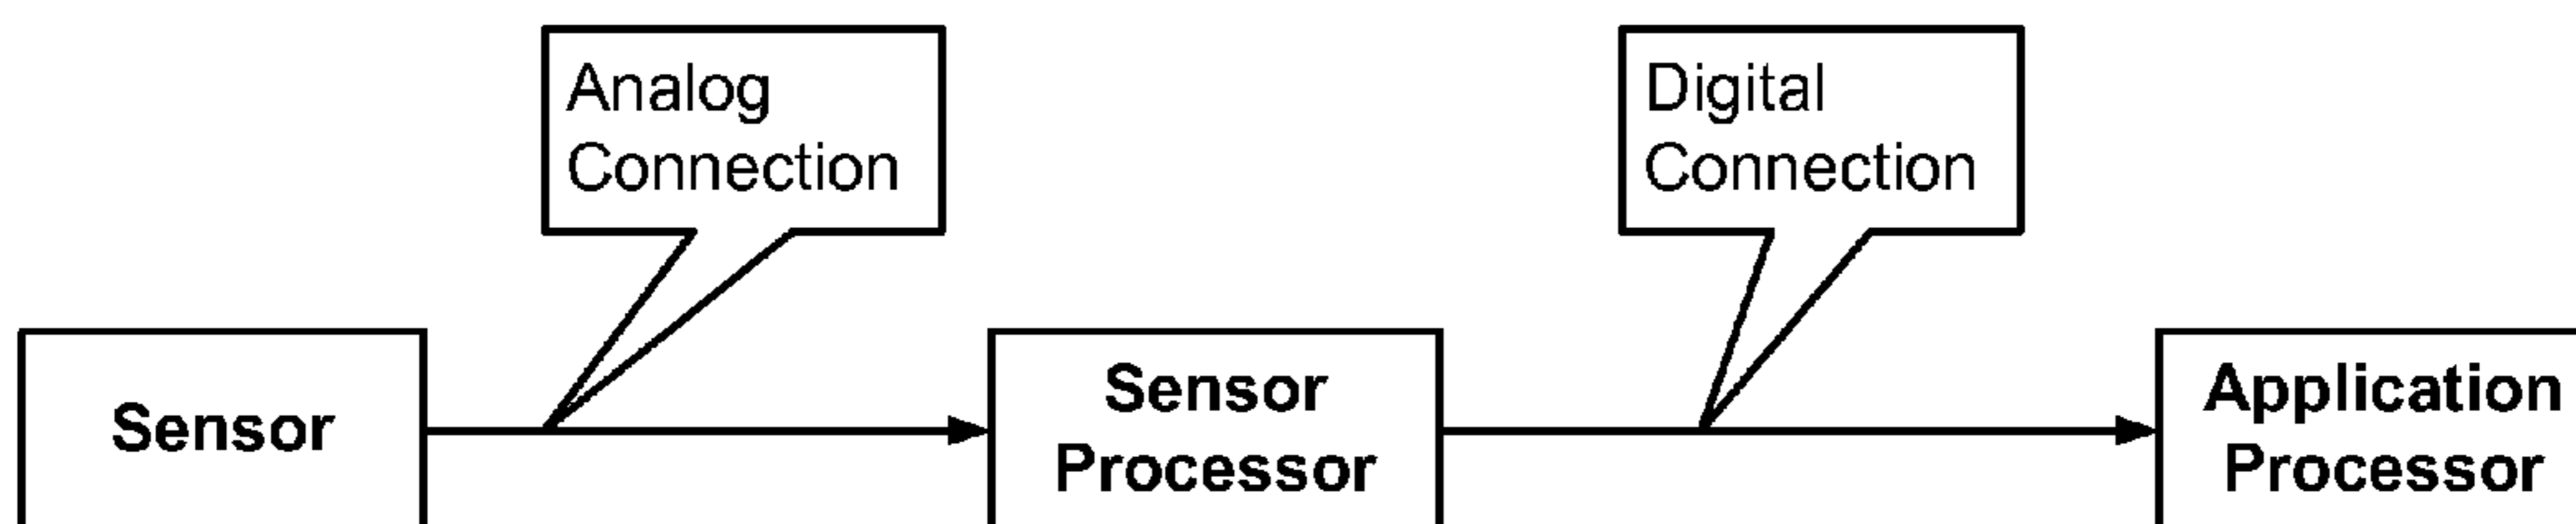 Analog
Connection
Digital
Connection
Sensor
Sensor
Processor
Application
Processor